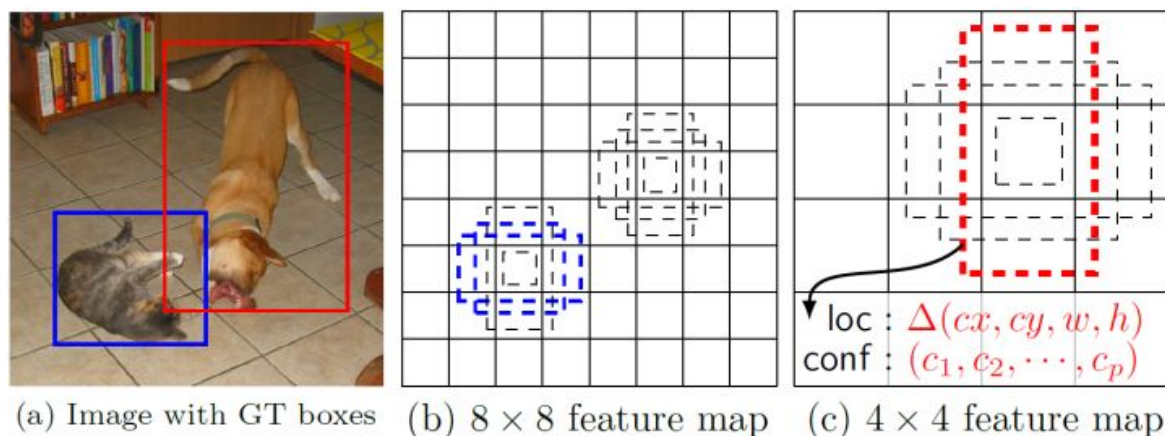 loc : Δ(cx, cy, w, h)
conf : (c₁, c₂, ⋯, cₚ)
(a) Image with GT boxes
(b) 8 × 8 feature map
(c) 4 × 4 feature map